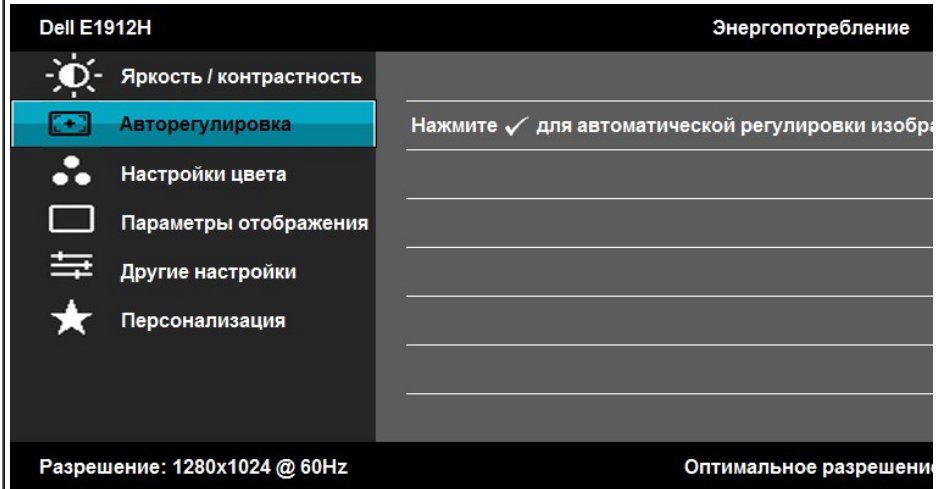 Dell E1912H Энергопотребление
Яркость / контрастность
Авторегулировка Нажмите ✓ для автоматической регулировки изобра
Настройки цвета
Параметры отображения
Другие настройки
Персонализация
Разрешение: 1280x1024 @ 60Hz Оптимальное разрешени